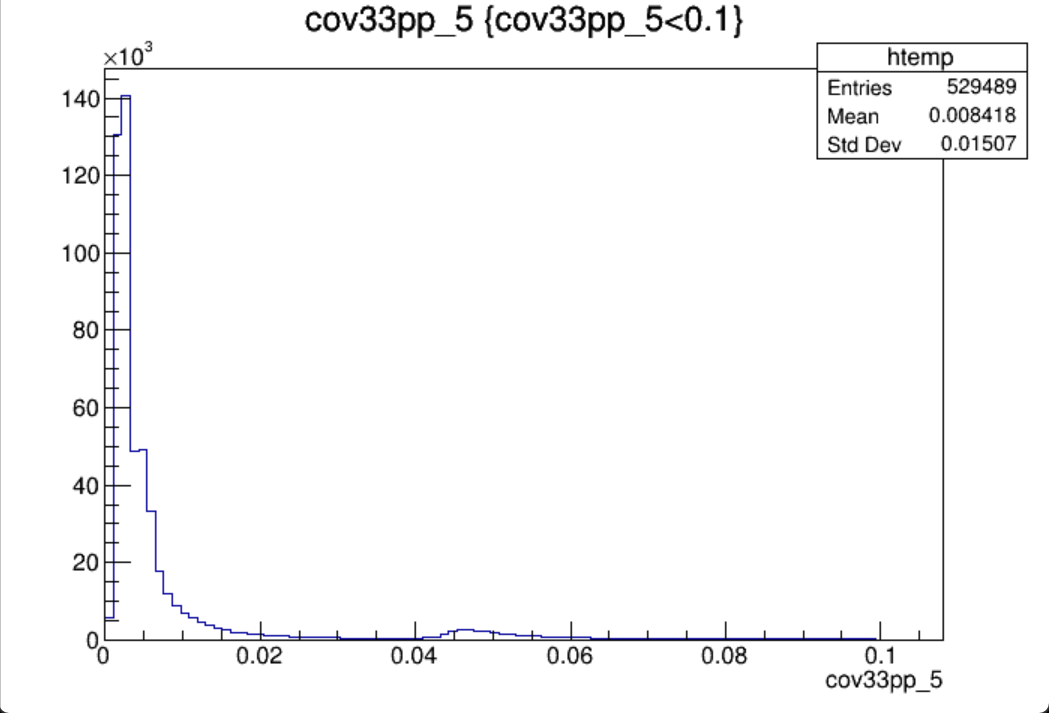 cov33pp_5 {cov33pp_5<0.1}
×10³
htemp
Entries 529489
Mean 0.008418
Std Dev 0.01507
140
120
100
80
60
40
20
0
0 0.02 0.04 0.06 0.08 0.1
cov33pp_5